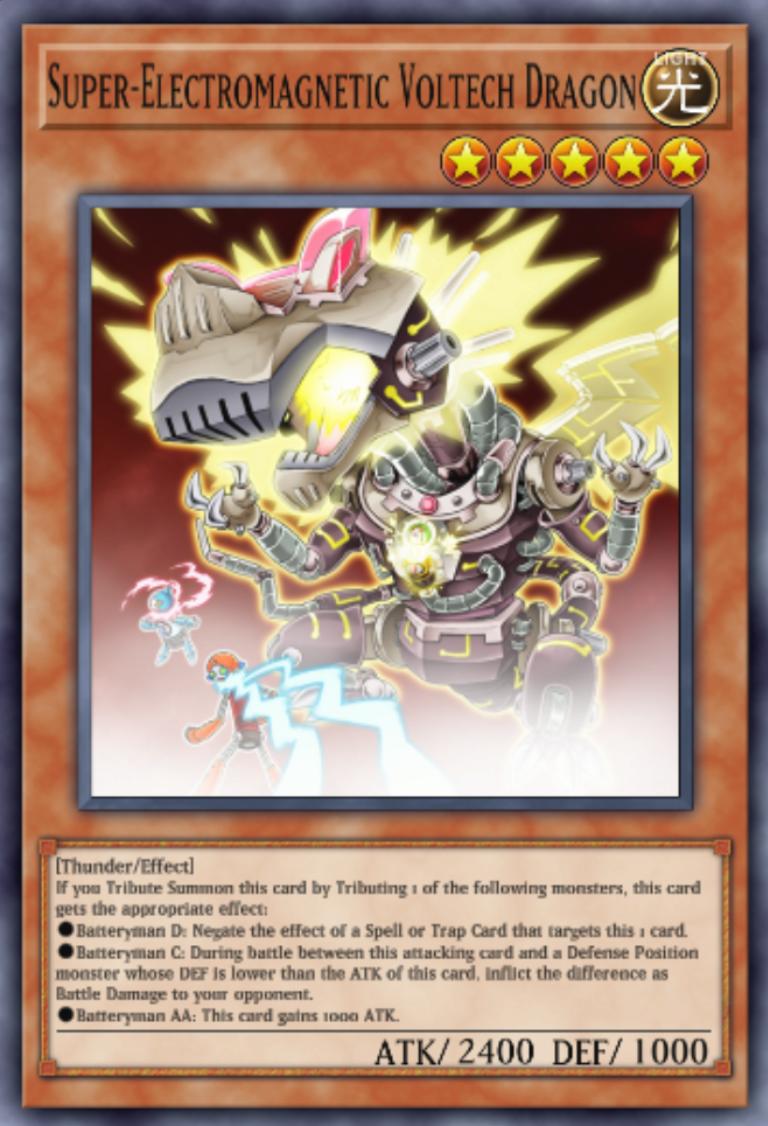 SUPER-ELECTROMAGNETIC VOLTECH DRAGON
LIGHT
光
[Thunder/Effect]
If you Tribute Summon this card by Tributing 1 of the following monsters, this card
gets the appropriate effect:
●Batteryman D: Negate the effect of a Spell or Trap Card that targets this 1 card.
●Batteryman C: During battle between this attacking card and a Defense Position
monster whose DEF is lower than the ATK of this card, inflict the difference as
Battle Damage to your opponent.
●Batteryman AA: This card gains 1000 ATK.
ATK/ 2400 DEF/ 1000